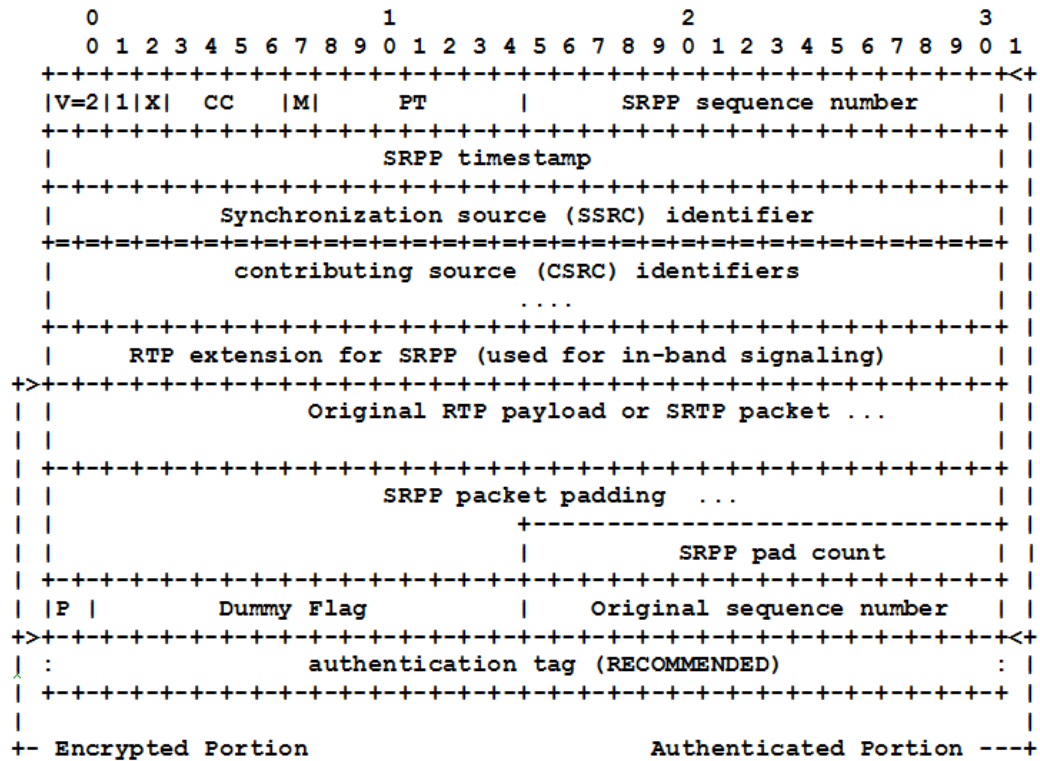 0                   1                   2                   3
0 1 2 3 4 5 6 7 8 9 0 1 2 3 4 5 6 7 8 9 0 1 2 3 4 5 6 7 8 9 0 1
+-+-+-+-+-+-+-+-+-+-+-+-+-+-+-+-+-+-+-+-+-+-+-+-+-+-+-+-+-+-+-+-+<+
|V=2|1|X|  CC   |M|     PT      |      SRPP sequence number     | |
+-+-+-+-+-+-+-+-+-+-+-+-+-+-+-+-+-+-+-+-+-+-+-+-+-+-+-+-+-+-+-+-+ |
|                      SRPP timestamp                           | |
+-+-+-+-+-+-+-+-+-+-+-+-+-+-+-+-+-+-+-+-+-+-+-+-+-+-+-+-+-+-+-+-+ |
|           Synchronization source (SSRC) identifier            | |
+=+=+=+=+=+=+=+=+=+=+=+=+=+=+=+=+=+=+=+=+=+=+=+=+=+=+=+=+=+=+=+=+ |
|            contributing source (CSRC) identifiers             | |
|                               ....                            | |
+-+-+-+-+-+-+-+-+-+-+-+-+-+-+-+-+-+-+-+-+-+-+-+-+-+-+-+-+-+-+-+-+ |
|     RTP extension for SRPP (used for in-band signaling)       | |
+>+-+-+-+-+-+-+-+-+-+-+-+-+-+-+-+-+-+-+-+-+-+-+-+-+-+-+-+-+-+-+-+-+ |
| |                 Original RTP payload or SRTP packet ...       | |
| |                                                               | |
| +-+-+-+-+-+-+-+-+-+-+-+-+-+-+-+-+-+-+-+-+-+-+-+-+-+-+-+-+-+-+-+-+ |
| |                      SRPP packet padding  ...                 | |
| |                               +-------------------------------+ |
| |                               |          SRPP pad count       | |
| +-+-+-+-+-+-+-+-+-+-+-+-+-+-+-+-+-+-+-+-+-+-+-+-+-+-+-+-+-+-+-+-+ |
| |P |        Dummy Flag          |    Original sequence number   | |
+>+-+-+-+-+-+-+-+-+-+-+-+-+-+-+-+-+-+-+-+-+-+-+-+-+-+-+-+-+-+-+-+-+<+
| :                 authentication tag (RECOMMENDED)              : |
| +-+-+-+-+-+-+-+-+-+-+-+-+-+-+-+-+-+-+-+-+-+-+-+-+-+-+-+-+-+-+-+-+ |
|                                                                   |
+- Encrypted Portion                       Authenticated Portion ---+